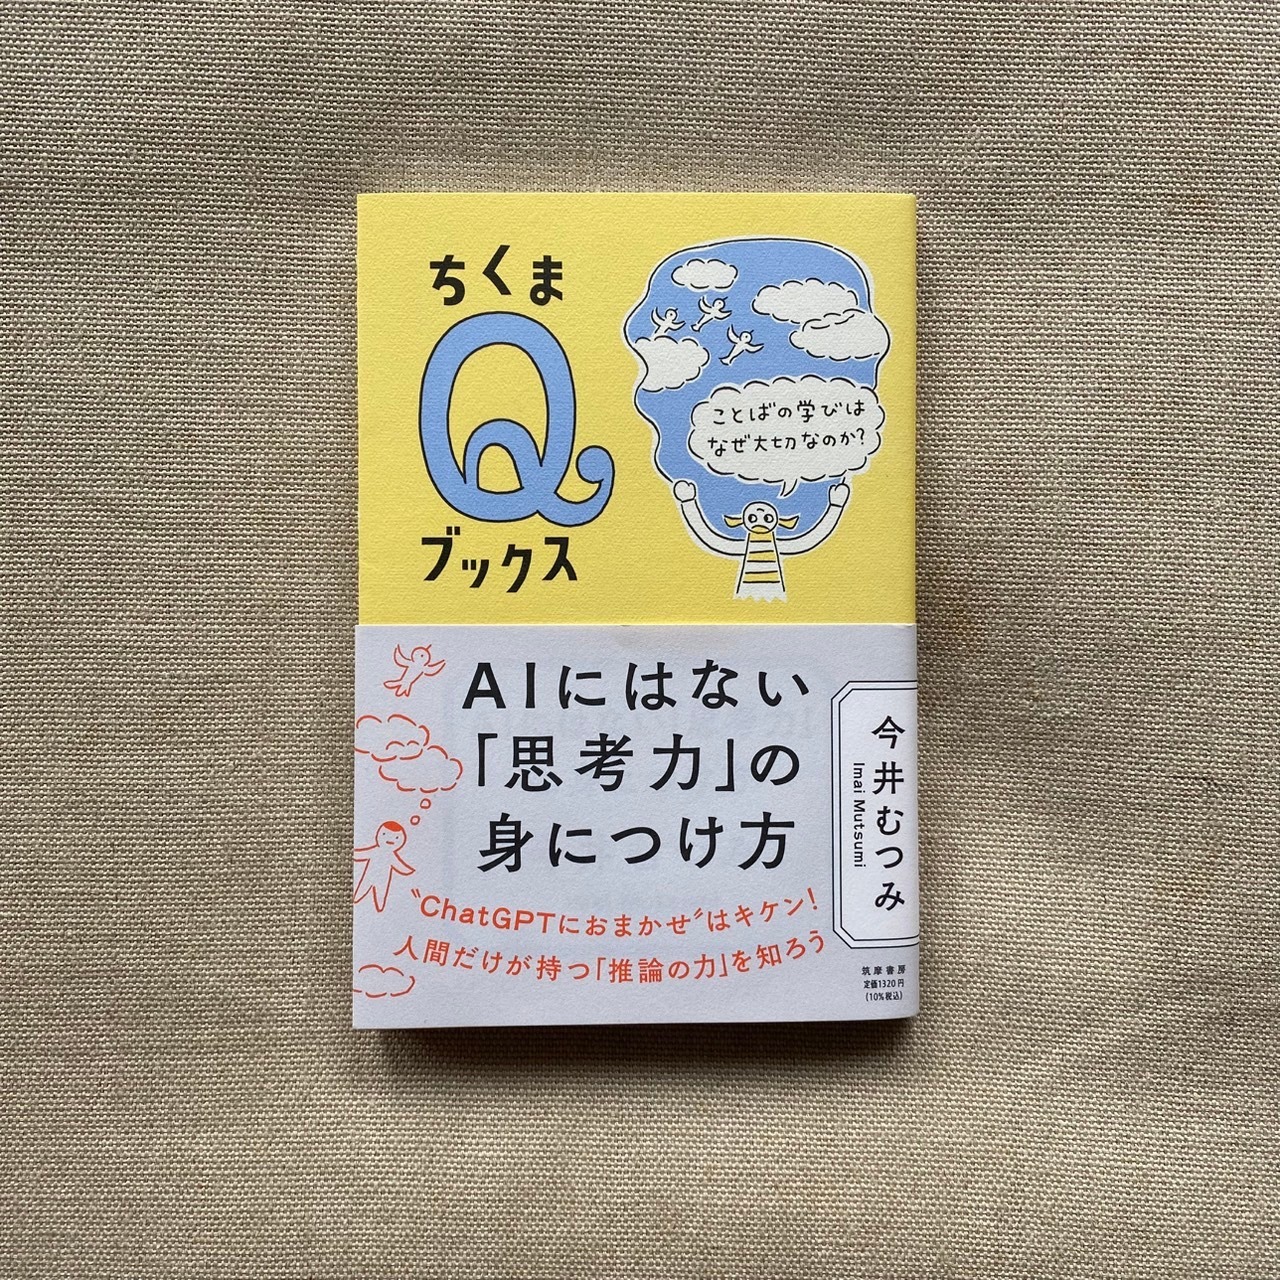 ちくま
Q
ブックス
ことばの学びは
なぜ大切なのか?
AIにはない
「思考力」の
身につけ方
今井むつみ
Imai Mutsumi
〝ChatGPTにおまかせ〟はキケン!
人間だけが持つ「推論の力」を知ろう
筑摩書房
定価1320円
(10%税込)